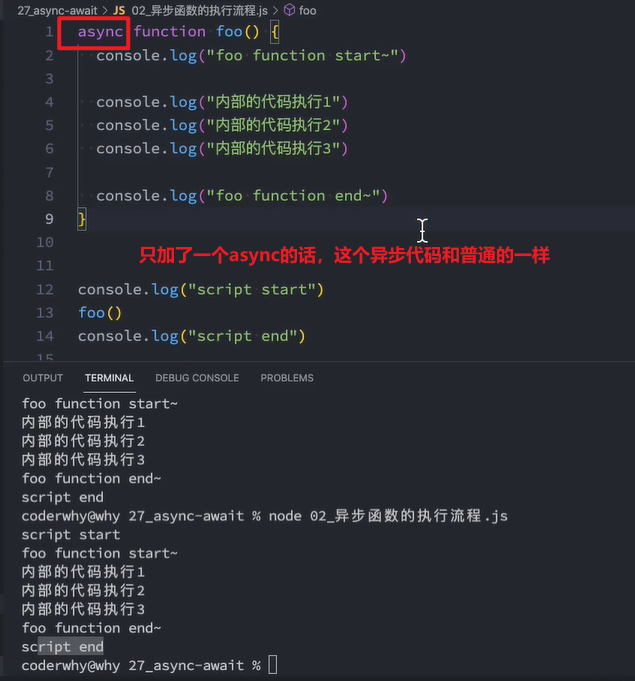 27_async-await > JS 02_异步函数的执行流程.js > foo
1 async function foo() {
2 console.log("foo function start~")
3
4 console.log("内部的代码执行1")
5 console.log("内部的代码执行2")
6 console.log("内部的代码执行3")
7
8 console.log("foo function end~")
9 }
10
只加了一个async的话，这个异步代码和普通的一样
11
12 console.log("script start")
13 foo()
14 console.log("script end")
15
OUTPUT TERMINAL DEBUG CONSOLE PROBLEMS
foo function start~
内部的代码执行1
内部的代码执行2
内部的代码执行3
foo function end~
script end
coderwhy@why 27_async-await % node 02_异步函数的执行流程.js
script start
foo function start~
内部的代码执行1
内部的代码执行2
内部的代码执行3
foo function end~
script end
coderwhy@why 27_async-await %